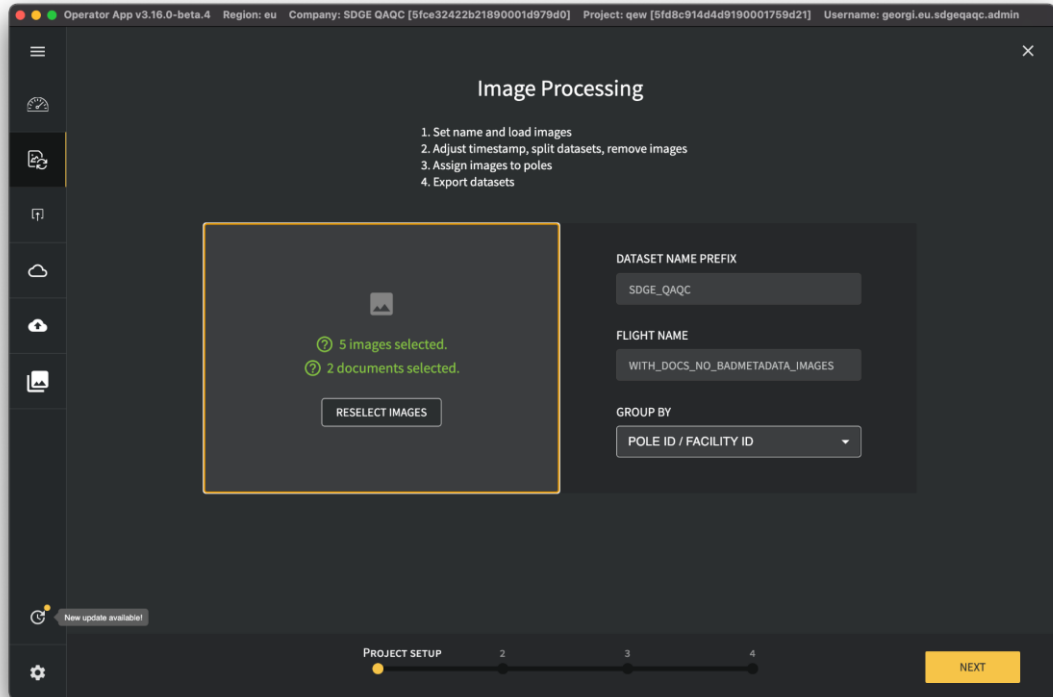 Operator App v3.16.0-beta.4 Region: eu Company: SDGE QAQC [5fce32422b21890001d979d0] Project: qew [5fd8c914d4d9190001759d21] Username: georgi.eu.sdgeqaqc.admin
Image Processing
1. Set name and load images
2. Adjust timestamp, split datasets, remove images
3. Assign images to poles
4. Export datasets
5 images selected.
2 documents selected.
RESELECT IMAGES
DATASET NAME PREFIX
SDGE_QAQC
FLIGHT NAME
WITH_DOCS_NO_BADMETADATA_IMAGES
GROUP BY
POLE ID / FACILITY ID
New update available!
PROJECT SETUP 2 3 4
NEXT